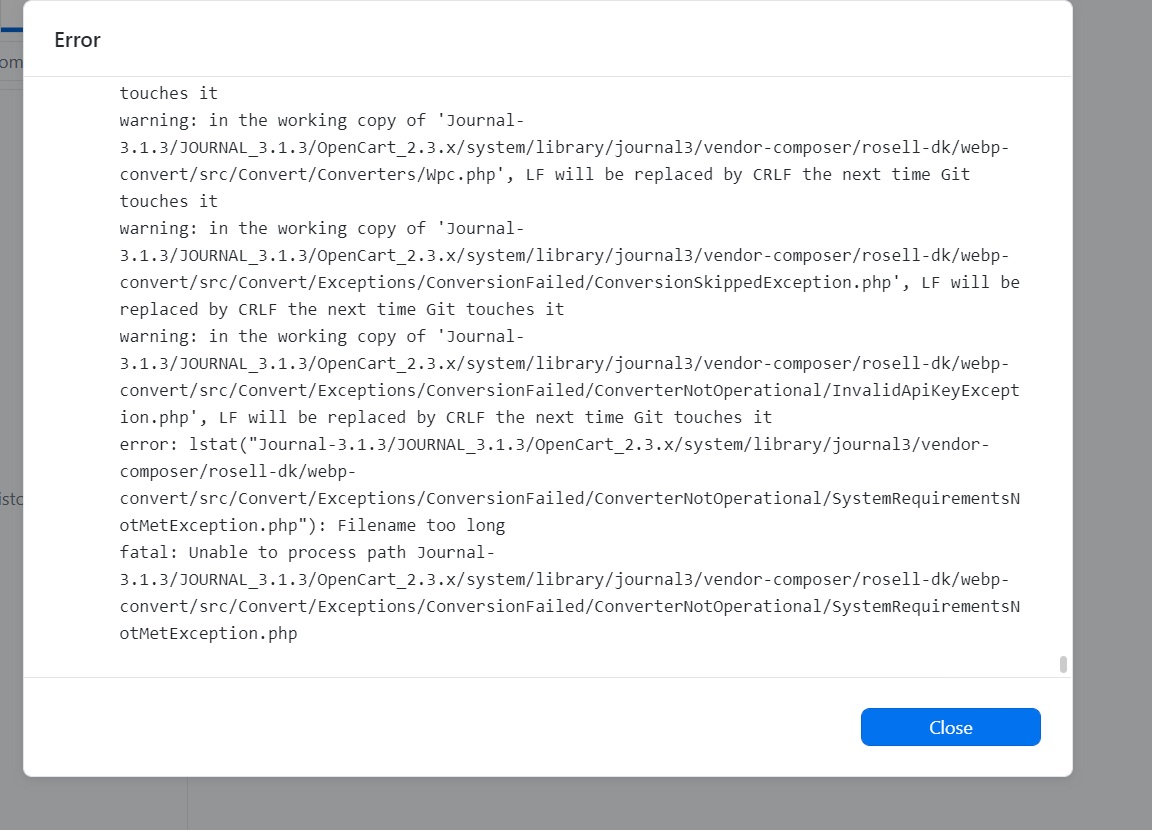 Error
om
touches it
warning: in the working copy of 'Journal-
3.1.3/JOURNAL_3.1.3/OpenCart_2.3.x/system/library/journal3/vendor-composer/rosell-dk/webp-
convert/src/Convert/Converters/Wpc.php', LF will be replaced by CRLF the next time Git
touches it
warning: in the working copy of 'Journal-
3.1.3/JOURNAL_3.1.3/OpenCart_2.3.x/system/library/journal3/vendor-composer/rosell-dk/webp-
convert/src/Convert/Exceptions/ConversionFailed/ConversionSkippedException.php', LF will be
replaced by CRLF the next time Git touches it
warning: in the working copy of 'Journal-
3.1.3/JOURNAL_3.1.3/OpenCart_2.3.x/system/library/journal3/vendor-composer/rosell-dk/webp-
convert/src/Convert/Exceptions/ConversionFailed/ConverterNotOperational/InvalidApiKeyExcept
ion.php', LF will be replaced by CRLF the next time Git touches it
error: lstat("Journal-3.1.3/JOURNAL_3.1.3/OpenCart_2.3.x/system/library/journal3/vendor-
composer/rosell-dk/webp-
isto
convert/src/Convert/Exceptions/ConversionFailed/ConverterNotOperational/SystemRequirementsN
otMetException.php"): Filename too long
fatal: Unable to process path Journal-
3.1.3/JOURNAL_3.1.3/OpenCart_2.3.x/system/library/journal3/vendor-composer/rosell-dk/webp-
convert/src/Convert/Exceptions/ConversionFailed/ConverterNotOperational/SystemRequirementsN
otMetException.php
Close